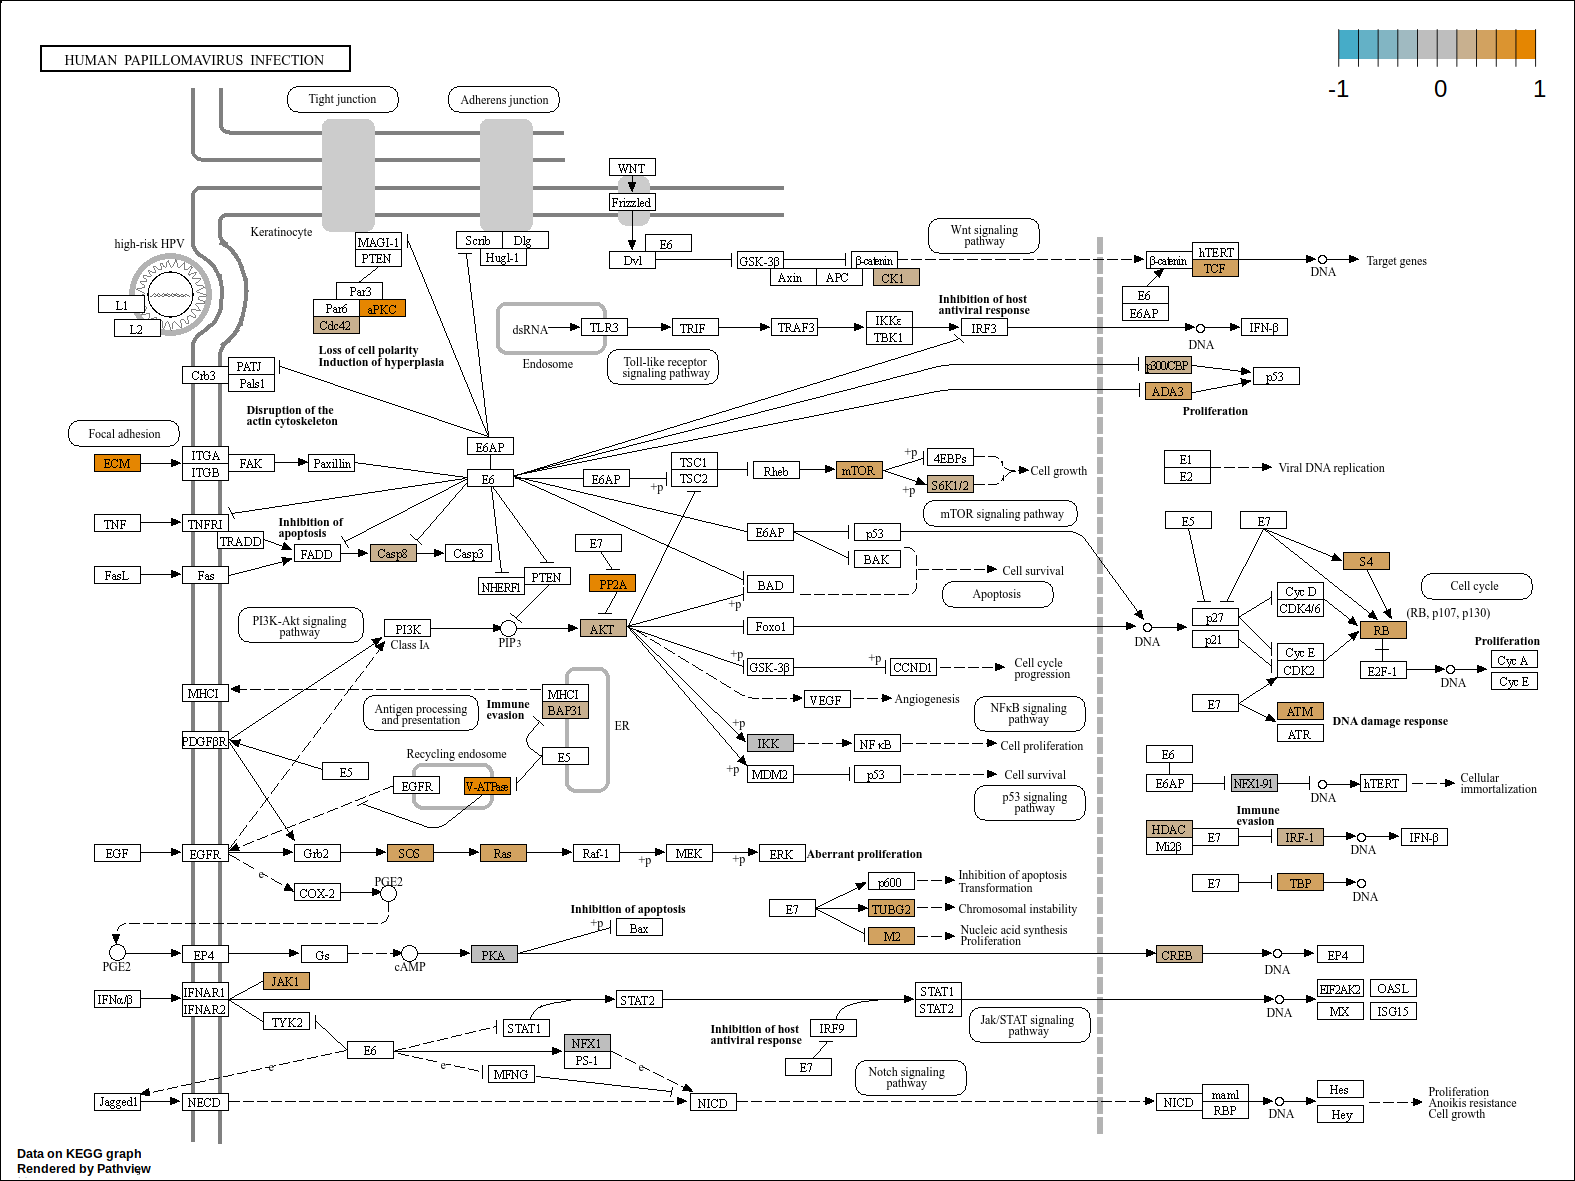 HUMAN PAPILLOMAVIRUS INFECTION
-1
0
1
Tight junction
Adherens junction
WNT
Frizzled
Keratinocyte
high-risk HPV
L1
L2
MAGI-1
PTEN
Par3
Par6
aPKC
Cdc42
Loss of cell polarity
Induction of hyperplasia
Scrib
Dlg
Hugl-1
Dvl
E6
GSK-3β
Axin
APC
β-catenin
CK1
Wnt signaling
pathway
β-catenin
hTERT
TCF
DNA
Target genes
E6
E6AP
dsRNA
Endosome
TLR3
TRIF
TRAF3
IKKε
TBK1
Inhibition of host
antiviral response
IRF3
DNA
IFN-β
Toll-like receptor
signaling pathway
Crb3
PATJ
Pals1
Disruption of the
actin cytoskeleton
p300/CBP
ADA3
p53
Proliferation
Focal adhesion
ECM
ITGA
ITGB
FAK
Paxillin
E6AP
E6
E6AP
+p
TSC1
TSC2
Rheb
mTOR
+p
+p
4EBPs
S6K1/2
Cell growth
mTOR signaling pathway
E1
E2
Viral DNA replication
TNF
TNFRI
TRADD
Inhibition of
apoptosis
FADD
Casp8
Casp3
FasL
Fas
NHERF1
PTEN
E7
PP2A
E6AP
p53
BAK
BAD
+p
Cell survival
Apoptosis
E5
E7
S4
Cell cycle
PI3K-Akt signaling
pathway
PI3K
Class IA
PIP3
AKT
Foxo1
DNA
p27
p21
Cyc D
CDK4/6
Cyc E
CDK2
RB
(RB, p107, p130)
E2F-1
DNA
Proliferation
Cyc A
Cyc E
+p
GSK-3β
+p
CCND1
Cell cycle
progression
VEGF
Angiogenesis
MHCI
MHCI
BAP31
Immune
evasion
ER
Antigen processing
and presentation
NFκB signaling
pathway
E7
ATM
ATR
DNA damage response
PDGFβR
E5
Recycling endosome
EGFR
V-ATPase
E5
+p
IKK
NFκB
Cell proliferation
+p
MDM2
p53
Cell survival
p53 signaling
pathway
E6
E6AP
NFX1-91
DNA
hTERT
Cellular
immortalization
EGF
EGFR
Grb2
SOS
Ras
Raf-1
+p
MEK
+p
ERK
Aberrant proliferation
HDAC
Mi2β
E7
Immune
evasion
IRF-1
DNA
IFN-β
e
COX-2
PGE2
E7
p600
Inhibition of apoptosis
Transformation
TUBG2
Chromosomal instability
M2
Nucleic acid synthesis
Proliferation
E7
TBP
DNA
Inhibition of apoptosis
+p
Bax
PGE2
EP4
Gs
cAMP
PKA
CREB
DNA
EP4
IFNα/β
IFNAR1
IFNAR2
JAK1
TYK2
STAT2
STAT1
STAT1
STAT2
Jak/STAT signaling
pathway
DNA
EIF2AK2
OASL
MX
ISG15
E6
NFX1
PS-1
MFNG
e
e
e
Inhibition of host
antiviral response
IRF9
E7
Notch signaling
pathway
Jagged1
NECD
NICD
NICD
maml
RBP
DNA
Hes
Hey
Proliferation
Anoikis resistance
Cell growth
Data on KEGG graph
Rendered by Pathview